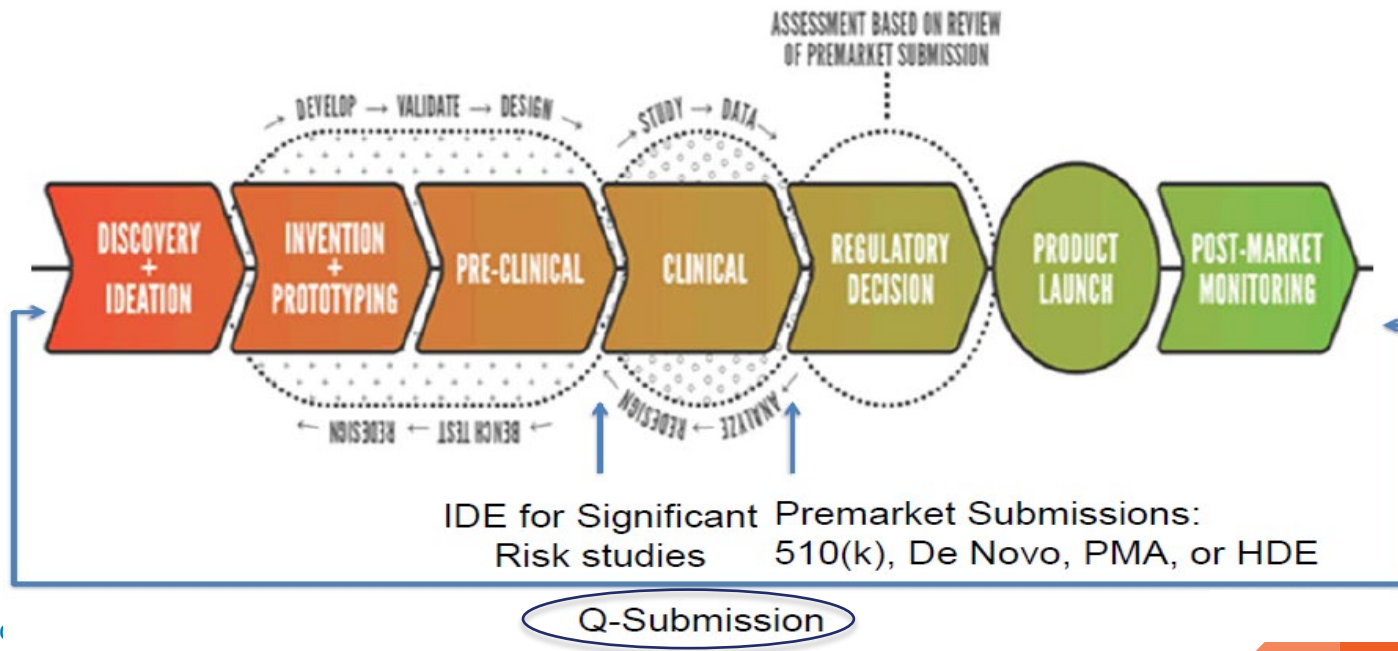 ASSESSMENT BASED ON REVIEW
OF PREMARKET SUBMISSION
→ DEVELOP → VALIDATE → DESIGN →
→ STUDY → DATA →
DISCOVERY
+
IDEATION
INVENTION
+
PROTOTYPING
PRE-CLINICAL
CLINICAL
REGULATORY
DECISION
PRODUCT
LAUNCH
POST-MARKET
MONITORING
← REDESIGN ← BENCH TEST ←
← REDESIGN ← ANALYZE ←
IDE for Significant
Risk studies
Premarket Submissions:
510(k), De Novo, PMA, or HDE
Q-Submission